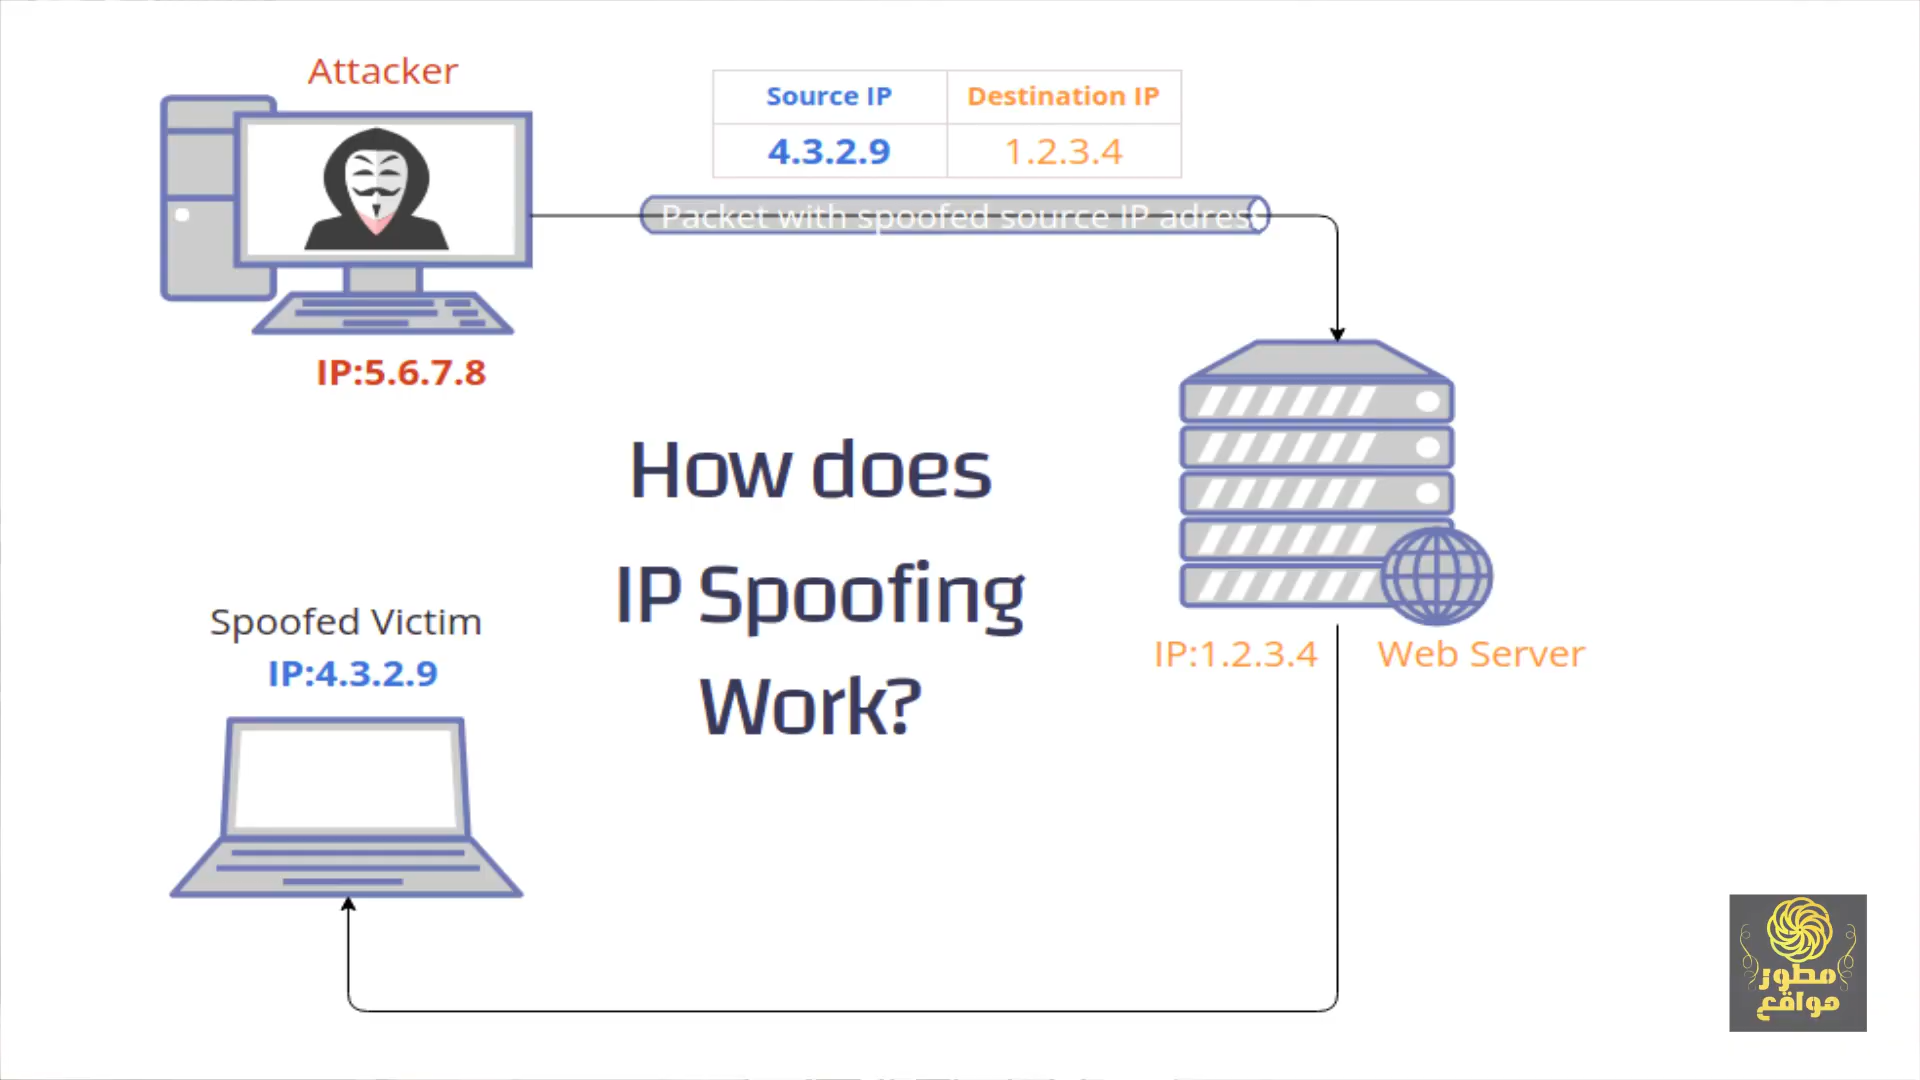 Attacker
Source IP
Destination IP
4.3.2.9
1.2.3.4
Packet with spoofed source IP adres
IP:5.6.7.8
How does
IP Spoofing
Work?
Spoofed Victim
IP:4.3.2.9
IP:1.2.3.4
Web Server
مطور
مواقع